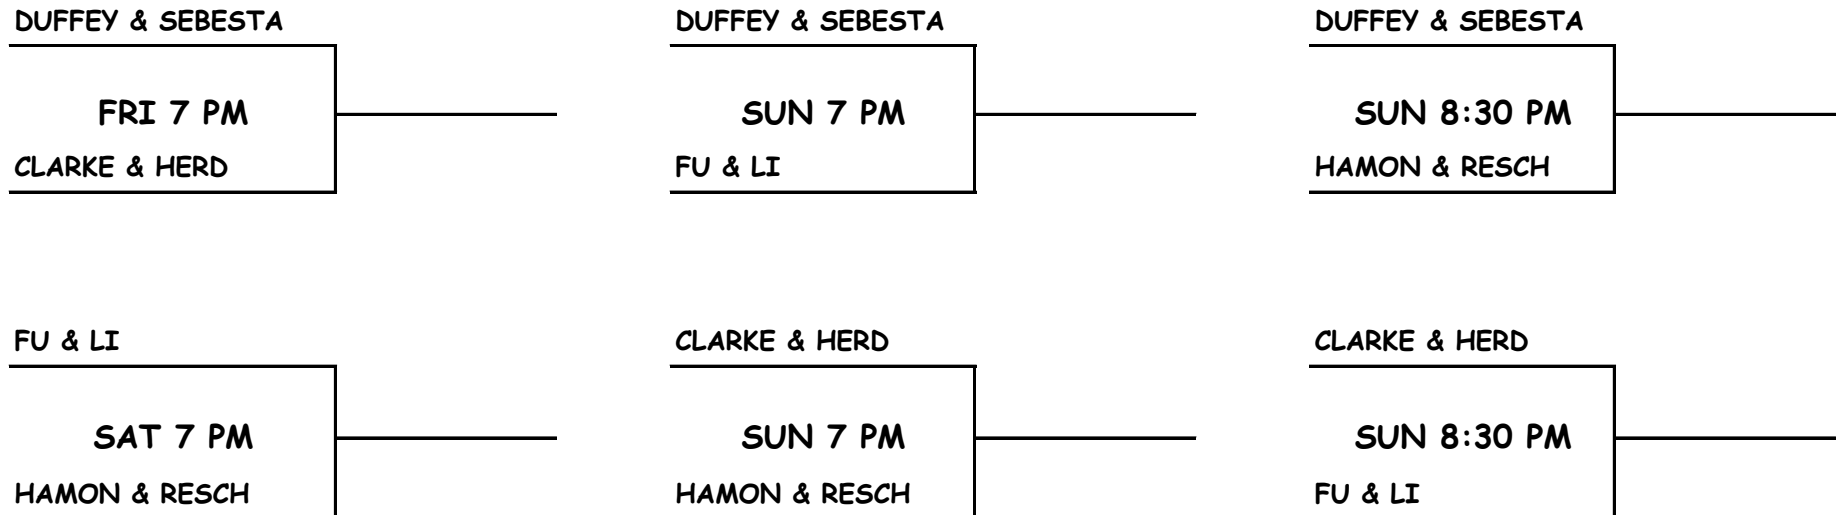 DUFFEY & SEBESTA
FRI 7 PM
CLARKE & HERD
DUFFEY & SEBESTA
SUN 7 PM
FU & LI
DUFFEY & SEBESTA
SUN 8:30 PM
HAMON & RESCH
FU & LI
SAT 7 PM
HAMON & RESCH
CLARKE & HERD
SUN 7 PM
HAMON & RESCH
CLARKE & HERD
SUN 8:30 PM
FU & LI